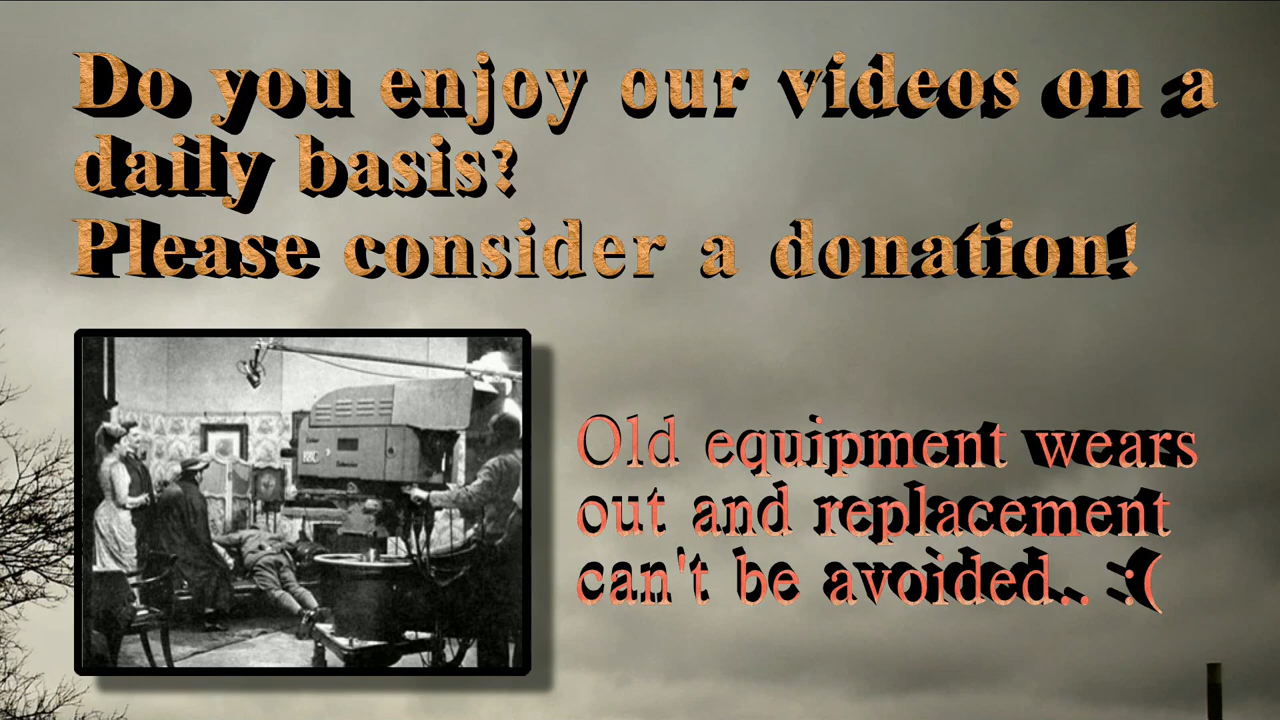 Do you enjoy our videos on a
daily basis?
Please consider a donation!
Old equipment wears
out and replacement
can't be avoided.. :(